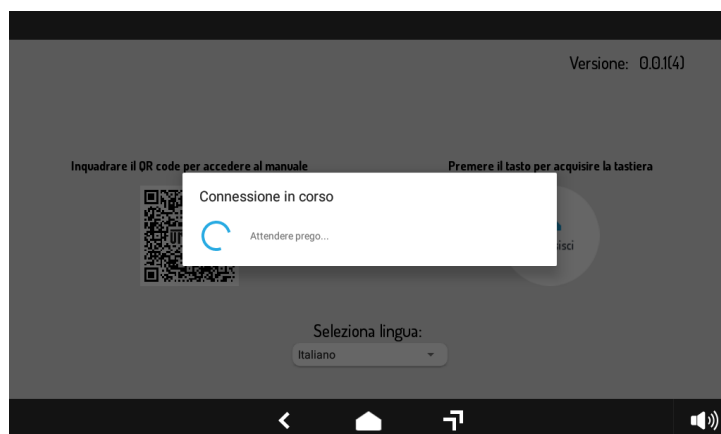 Versione: 0.0.1(4)
Inquadrare il QR code per accedere al manuale
Premere il tasto per acquisire la tastiera
Connessione in corso
Attendere prego...
Seleziona lingua:
Italiano